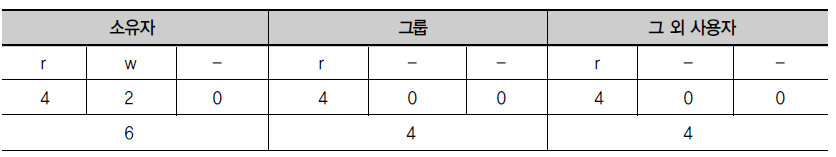 소유자 그룹 그 외 사용자
r w - r - - r - -
4 2 0 4 0 0 4 0 0
6 4 4